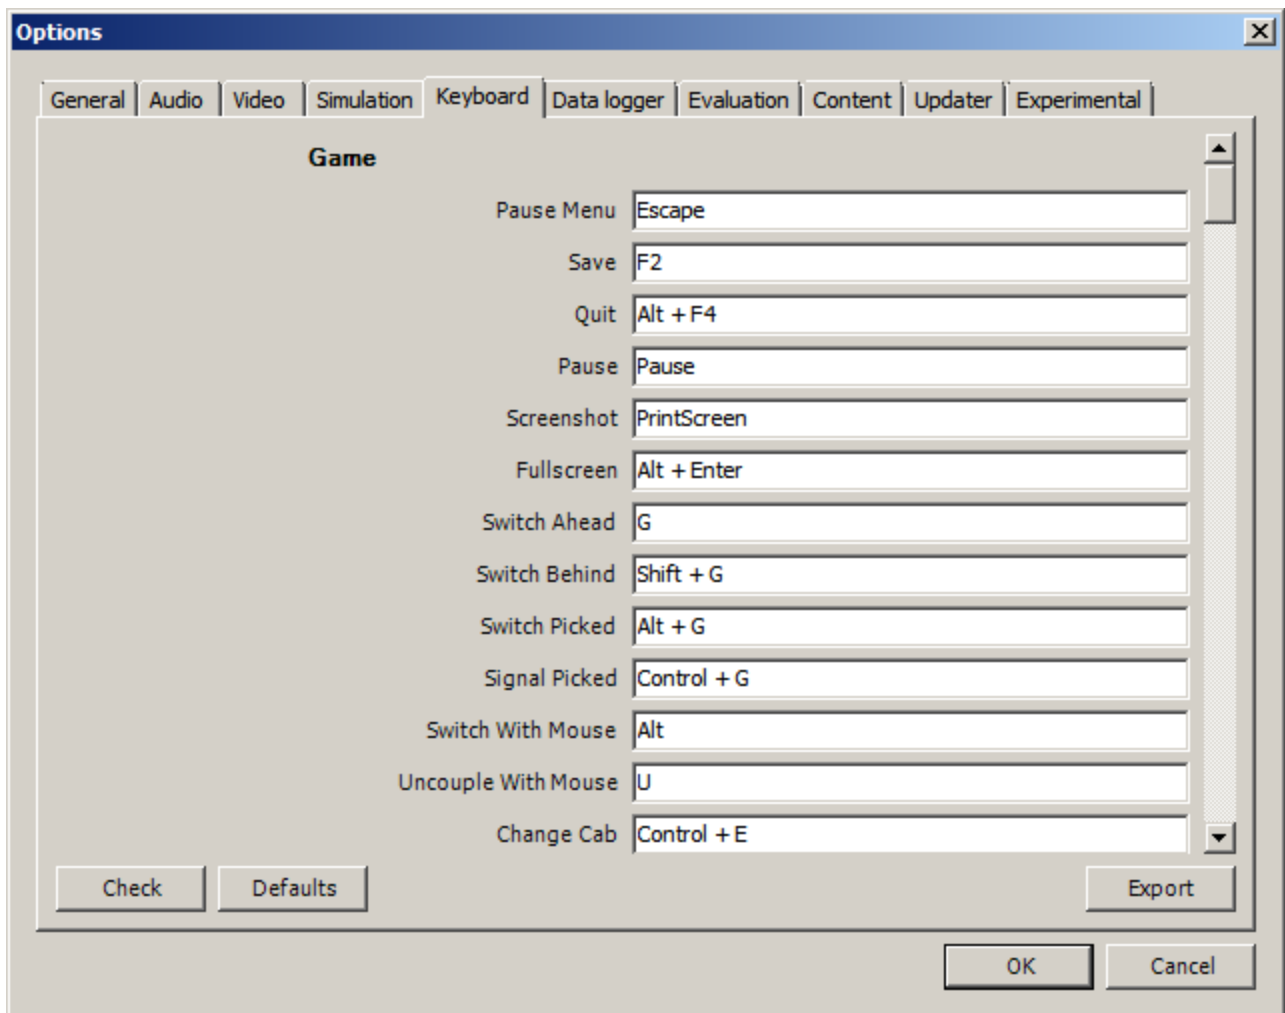 Options
General Audio Video Simulation Keyboard Data logger Evaluation Content Updater Experimental
Game
Pause Menu Escape
Save F2
Quit Alt + F4
Pause Pause
Screenshot PrintScreen
Fullscreen Alt + Enter
Switch Ahead G
Switch Behind Shift + G
Switch Picked Alt + G
Signal Picked Control + G
Switch With Mouse Alt
Uncouple With Mouse U
Change Cab Control + E
Check Defaults Export
OK Cancel